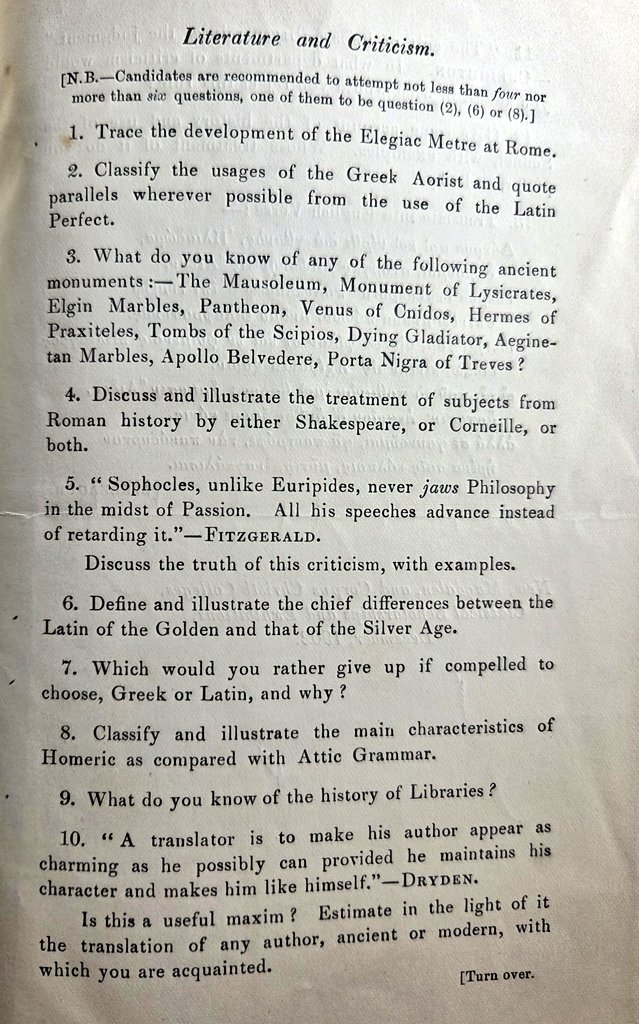 Literature and Criticism.
[N.B.—Candidates are recommended to attempt not less than four nor
more than six questions, one of them to be question (2), (6) or (8).]
1. Trace the development of the Elegiac Metre at Rome.
2. Classify the usages of the Greek Aorist and quote
parallels wherever possible from the use of the Latin
Perfect.
3. What do you know of any of the following ancient
monuments:—The Mausoleum, Monument of Lysicrates,
Elgin Marbles, Pantheon, Venus of Cnidos, Hermes of
Praxiteles, Tombs of the Scipios, Dying Gladiator, Aegine-
tan Marbles, Apollo Belvedere, Porta Nigra of Treves?
4. Discuss and illustrate the treatment of subjects from
Roman history by either Shakespeare, or Corneille, or
both.
5. “ Sophocles, unlike Euripides, never jaws Philosophy
in the midst of Passion. All his speeches advance instead
of retarding it.”—FITZGERALD.
Discuss the truth of this criticism, with examples.
6. Define and illustrate the chief differences between the
Latin of the Golden and that of the Silver Age.
7. Which would you rather give up if compelled to
choose, Greek or Latin, and why?
8. Classify and illustrate the main characteristics of
Homeric as compared with Attic Grammar.
9. What do you know of the history of Libraries?
10. “ A translator is to make his author appear as
charming as he possibly can provided he maintains his
character and makes him like himself.”—DRYDEN.
Is this a useful maxim? Estimate in the light of it
the translation of any author, ancient or modern, with
which you are acquainted.
[Turn over.